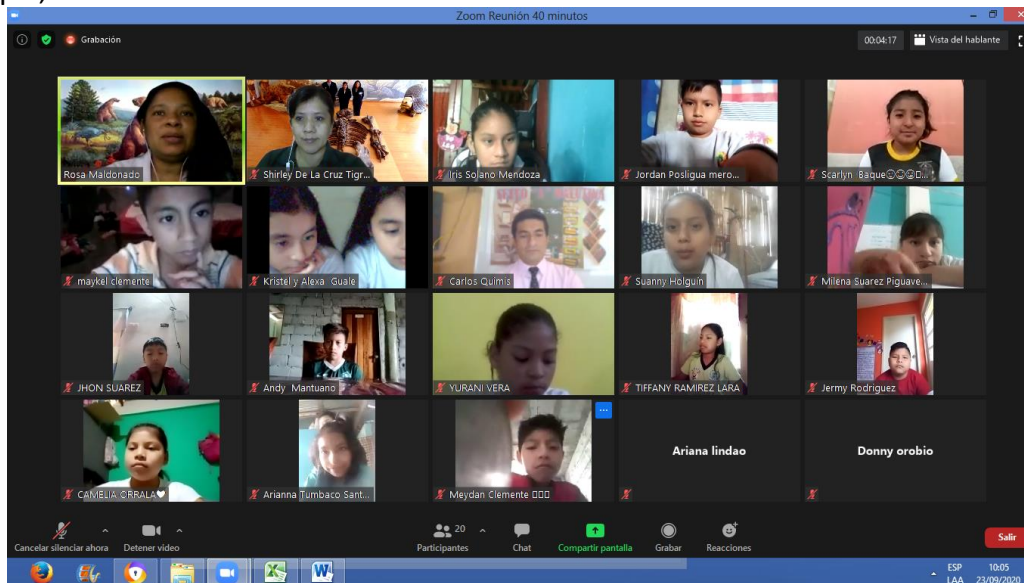 Zoom Reunión 40 minutos
Grabación
00:04:17
Vista del hablante
Rosa Maldonado
Shirley De La Cruz Tigr...
Iris Solano Mendoza
Jordan Posligua mero...
Scarlyn Baque
maykel clemente
Kristel y Alexa Guale
Carlos Quimis
Suanny Holguin
Milena Suarez Piguave...
JHON SUAREZ
Andy Mantuano
YURANI VERA
TIFFANY RAMIREZ LARA
Jermy Rodriguez
CAMELIA ORRALA♥
Arianna Tumbaco Sant...
Meydan Clemente
Ariana lindao
Donny orobio
Cancelar silenciar ahora
Detener video
20
Participantes
Chat
Compartir pantalla
Grabar
Reacciones
Salir
ESP
LAA
10:05
23/09/2020